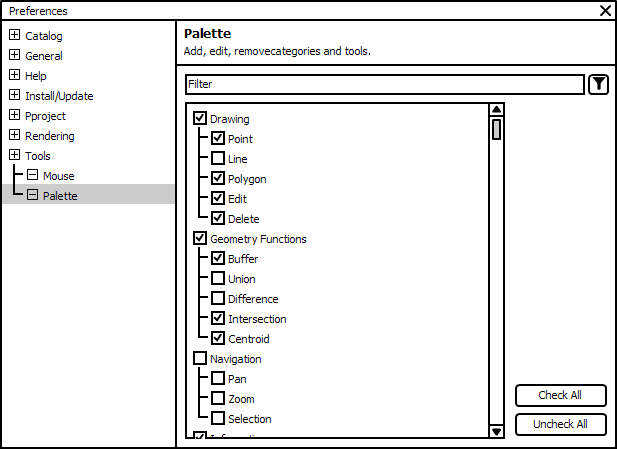 Preferences
Catalog
General
Help
Install/Update
Pproject
Rendering
Tools
Mouse
Palette
Palette
Add, edit, removecategories and tools.
Filter
Drawing
Point
Line
Polygon
Edit
Delete
Geometry Functions
Buffer
Union
Difference
Intersection
Centroid
Navigation
Pan
Zoom
Selection
Check All
Uncheck All